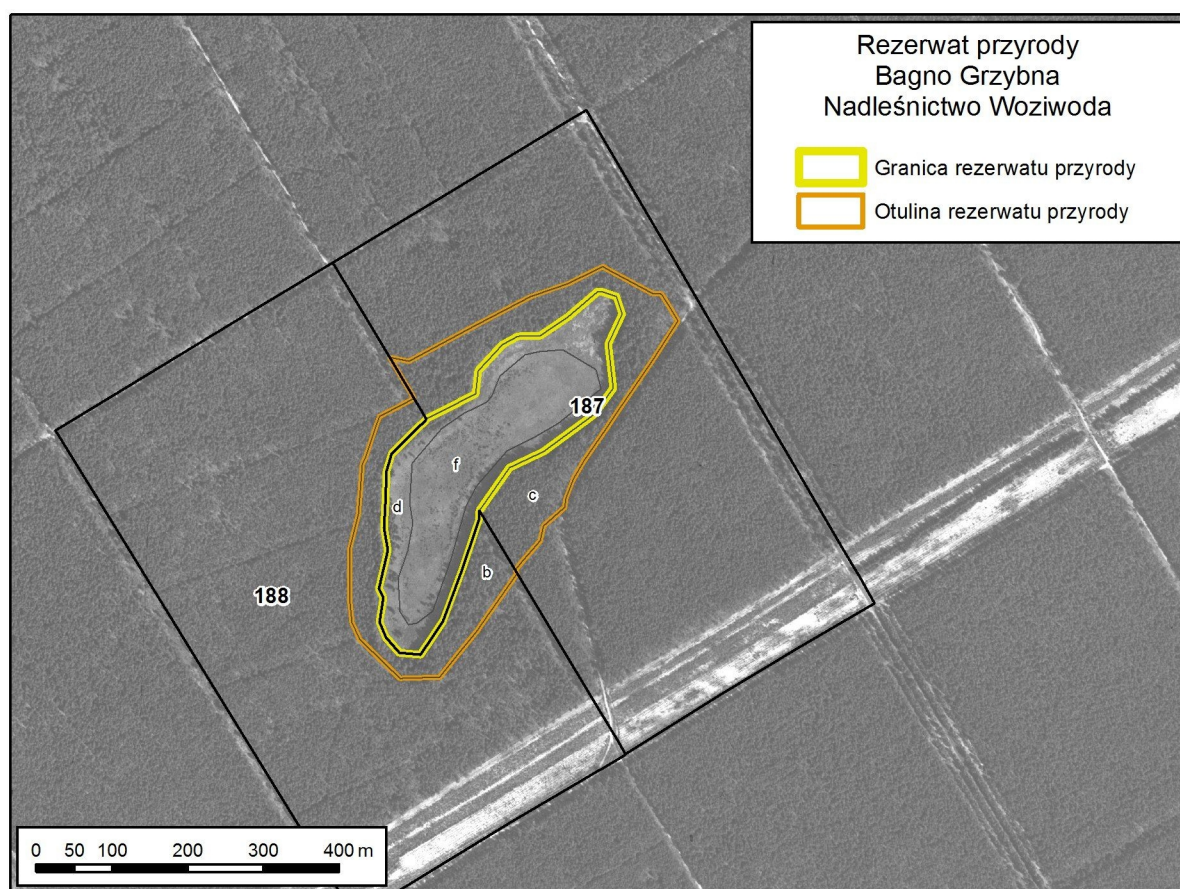 Rezerwat przyrody
Bagno Grzybna
Nadleśnictwo Woziwoda
Granica rezerwatu przyrody
Otulina rezerwatu przyrody
187
f
c
d
b
188
0 50 100 200 300 400 m